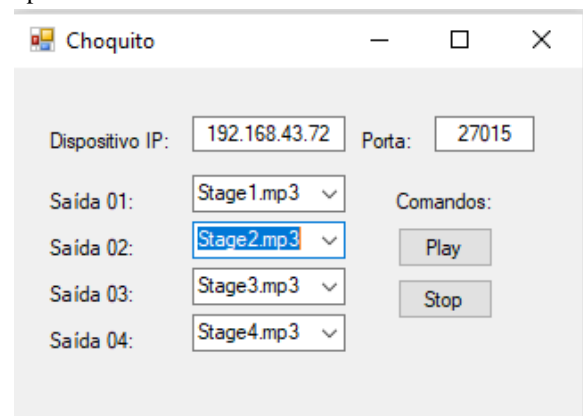 Choquito
Dispositivo IP: 192.168.43.72 Porta: 27015
Saída 01: Stage1.mp3 Comandos:
Saída 02: Stage2.mp3 Play
Saída 03: Stage3.mp3 Stop
Saída 04: Stage4.mp3